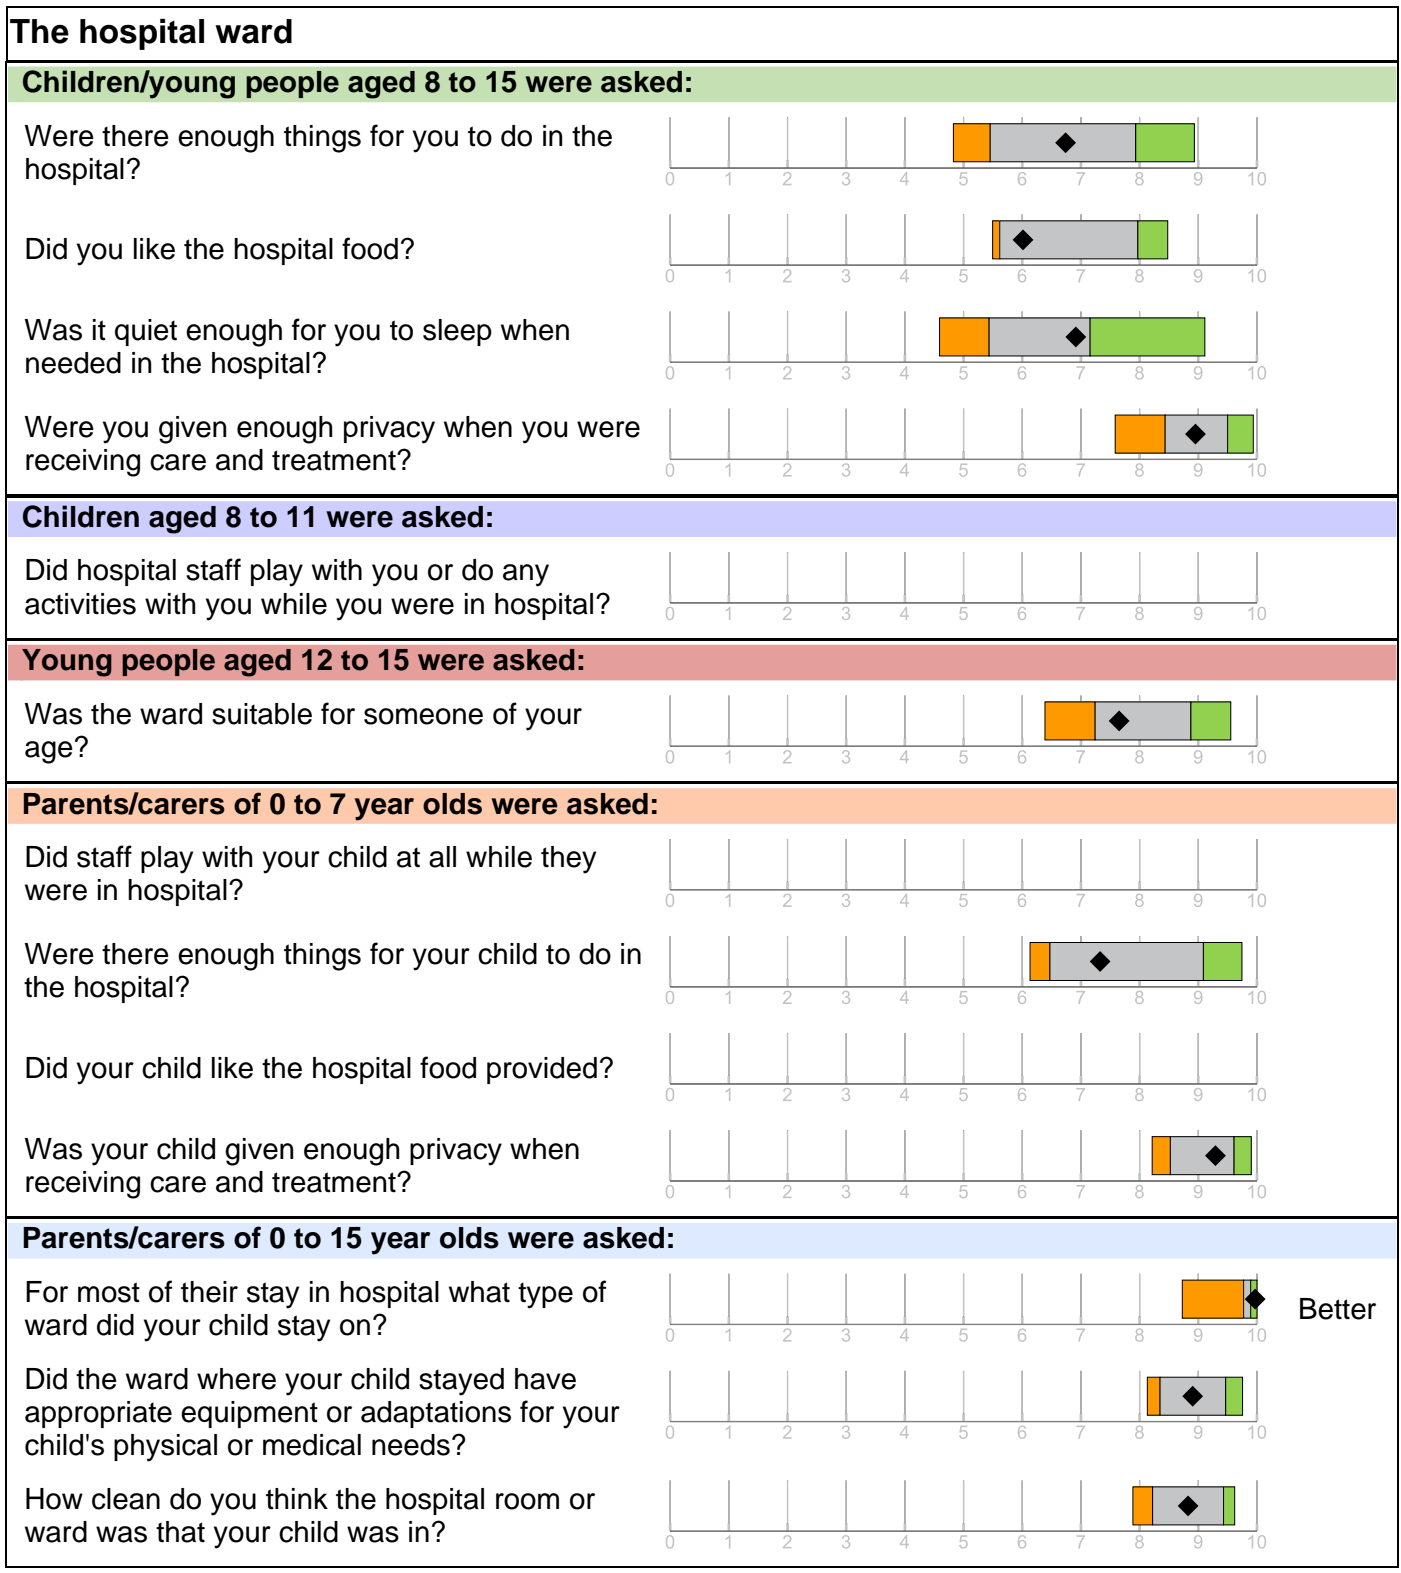 The hospital ward
Children/young people aged 8 to 15 were asked:
Were there enough things for you to do in the
hospital?
0 1 2 3 4 5 6 7 8 9 10
Did you like the hospital food?
0 1 2 3 4 5 6 7 8 9 10
Was it quiet enough for you to sleep when
needed in the hospital?
0 1 2 3 4 5 6 7 8 9 10
Were you given enough privacy when you were
receiving care and treatment?
0 1 2 3 4 5 6 7 8 9 10
Children aged 8 to 11 were asked:
Did hospital staff play with you or do any
activities with you while you were in hospital?
0 1 2 3 4 5 6 7 8 9 10
Young people aged 12 to 15 were asked:
Was the ward suitable for someone of your
age?
0 1 2 3 4 5 6 7 8 9 10
Parents/carers of 0 to 7 year olds were asked:
Did staff play with your child at all while they
were in hospital?
0 1 2 3 4 5 6 7 8 9 10
Were there enough things for your child to do in
the hospital?
0 1 2 3 4 5 6 7 8 9 10
Did your child like the hospital food provided?
0 1 2 3 4 5 6 7 8 9 10
Was your child given enough privacy when
receiving care and treatment?
0 1 2 3 4 5 6 7 8 9 10
Parents/carers of 0 to 15 year olds were asked:
For most of their stay in hospital what type of
ward did your child stay on?
0 1 2 3 4 5 6 7 8 9 10
Better
Did the ward where your child stayed have
appropriate equipment or adaptations for your
child's physical or medical needs?
0 1 2 3 4 5 6 7 8 9 10
How clean do you think the hospital room or
ward was that your child was in?
0 1 2 3 4 5 6 7 8 9 10